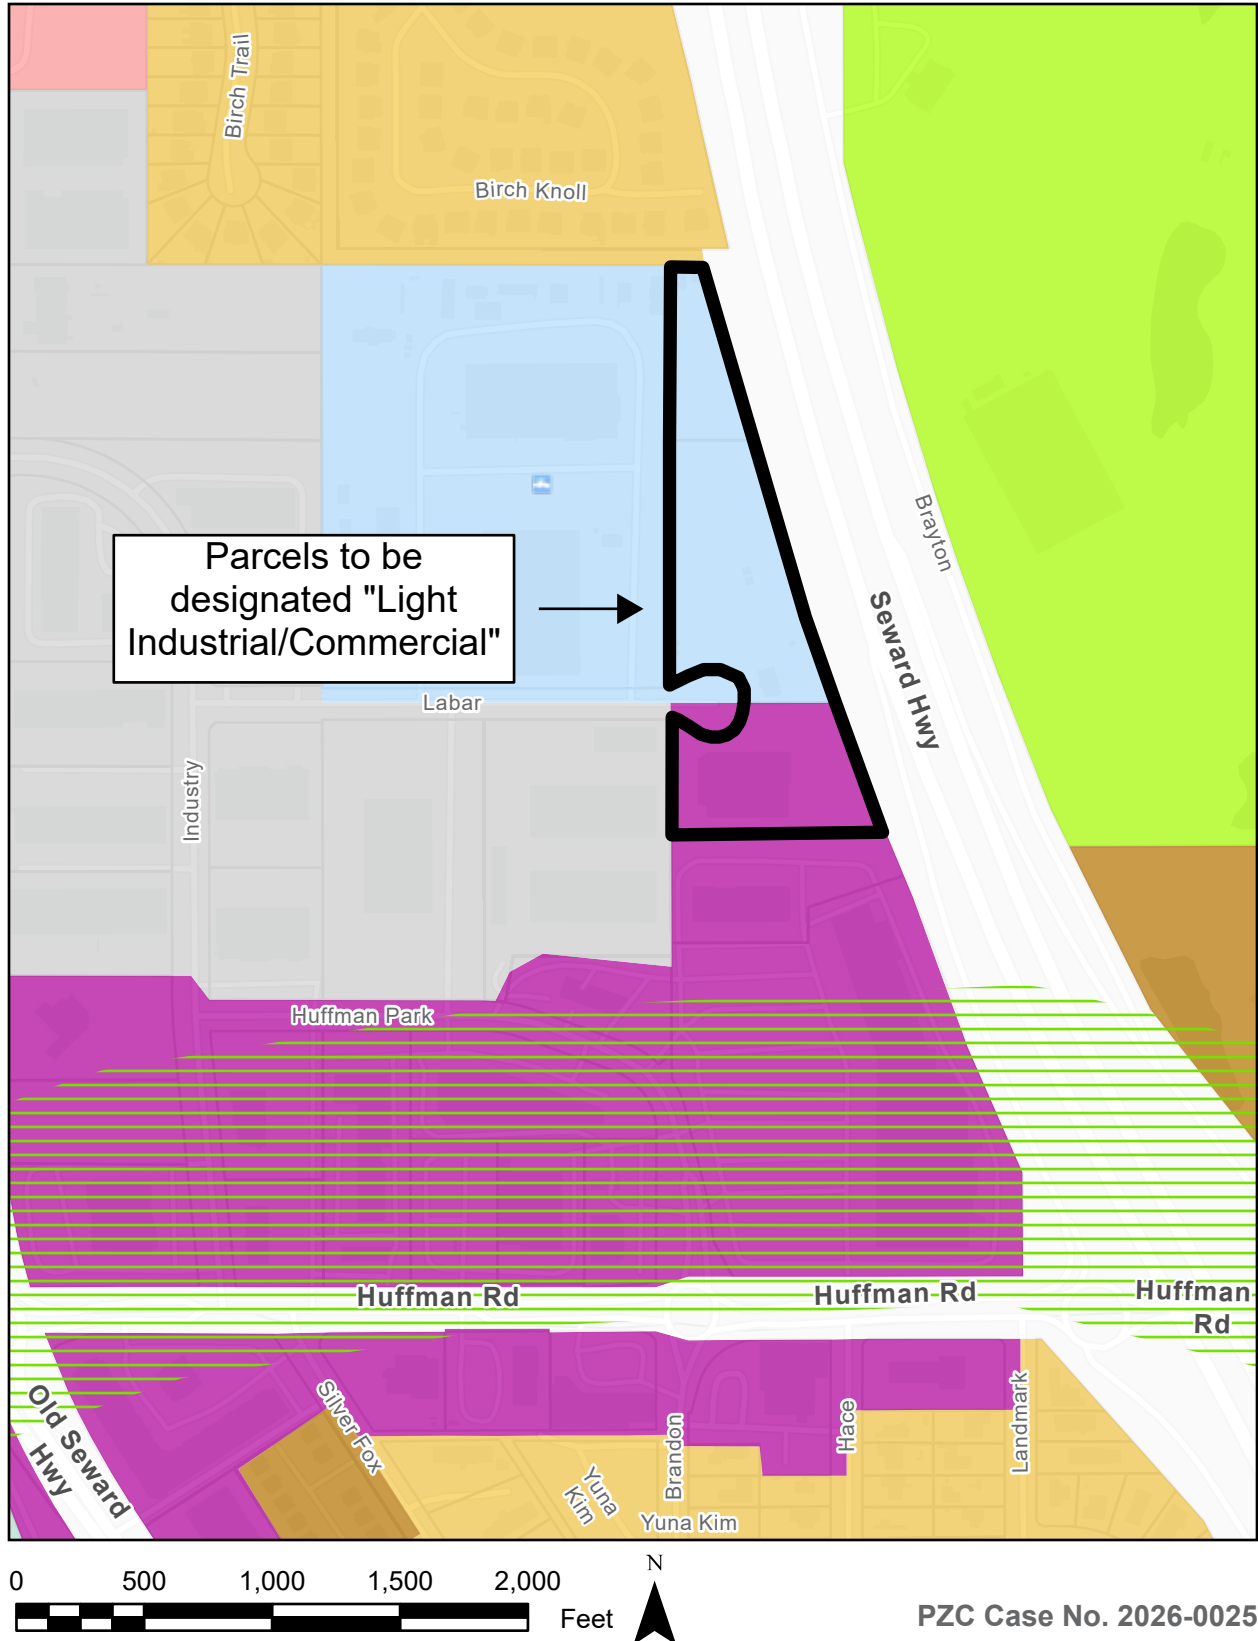 Birch Trail
Birch Knoll
Parcels to be
designated "Light
Industrial/Commercial"
Brayton
Seward Hwy
Labar
Industry
Huffman Park
Huffman Rd
Huffman Rd
Huffman
Rd
Old Seward
Hwy
Silver Fox
Yuna
Kim
Brandon
Hace
Landmark
Yuna Kim
0 500 1,000 1,500 2,000
Feet
N
PZC Case No. 2026-0025